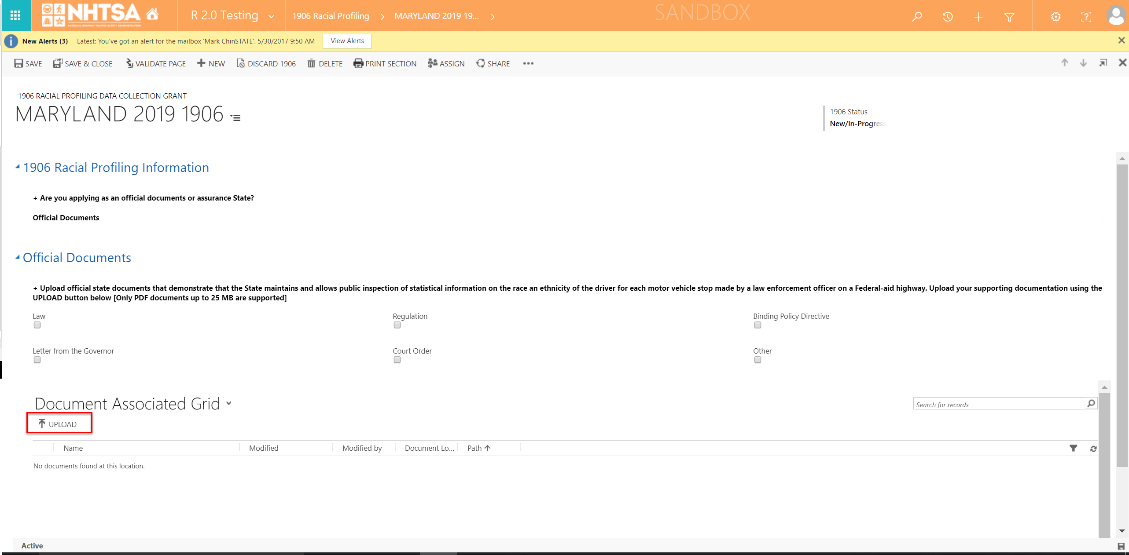 NHTSA
R 2.0 Testing
1906 Racial Profiling
MARYLAND 2019 19...
SANDBOX
New Alerts (3) Latest: You've got an alert for the mailbox 'Mark ChinSTATE'. 5/30/2017 9:50 AM View Alerts
SAVE SAVE & CLOSE VALIDATE PAGE NEW DISCARD 1906 DELETE PRINT SECTION ASSIGN SHARE
1906 RACIAL PROFILING DATA COLLECTION GRANT
MARYLAND 2019 1906
1906 Status
New/In-Progress
1906 Racial Profiling Information
+ Are you applying as an official documents or assurance State?
Official Documents
Official Documents
+ Upload official state documents that demonstrate that the State maintains and allows public inspection of statistical information on the race an ethnicity of the driver for each motor vehicle stop made by a law enforcement officer on a Federal-aid highway. Upload your supporting documentation using the
UPLOAD button below [Only PDF documents up to 25 MB are supported]
Law Regulation Binding Policy Directive
Letter from the Governor Court Order Other
Document Associated Grid
Search for records
UPLOAD
Name Modified Modified by Document Lo... Path
No documents found at this location.
Active